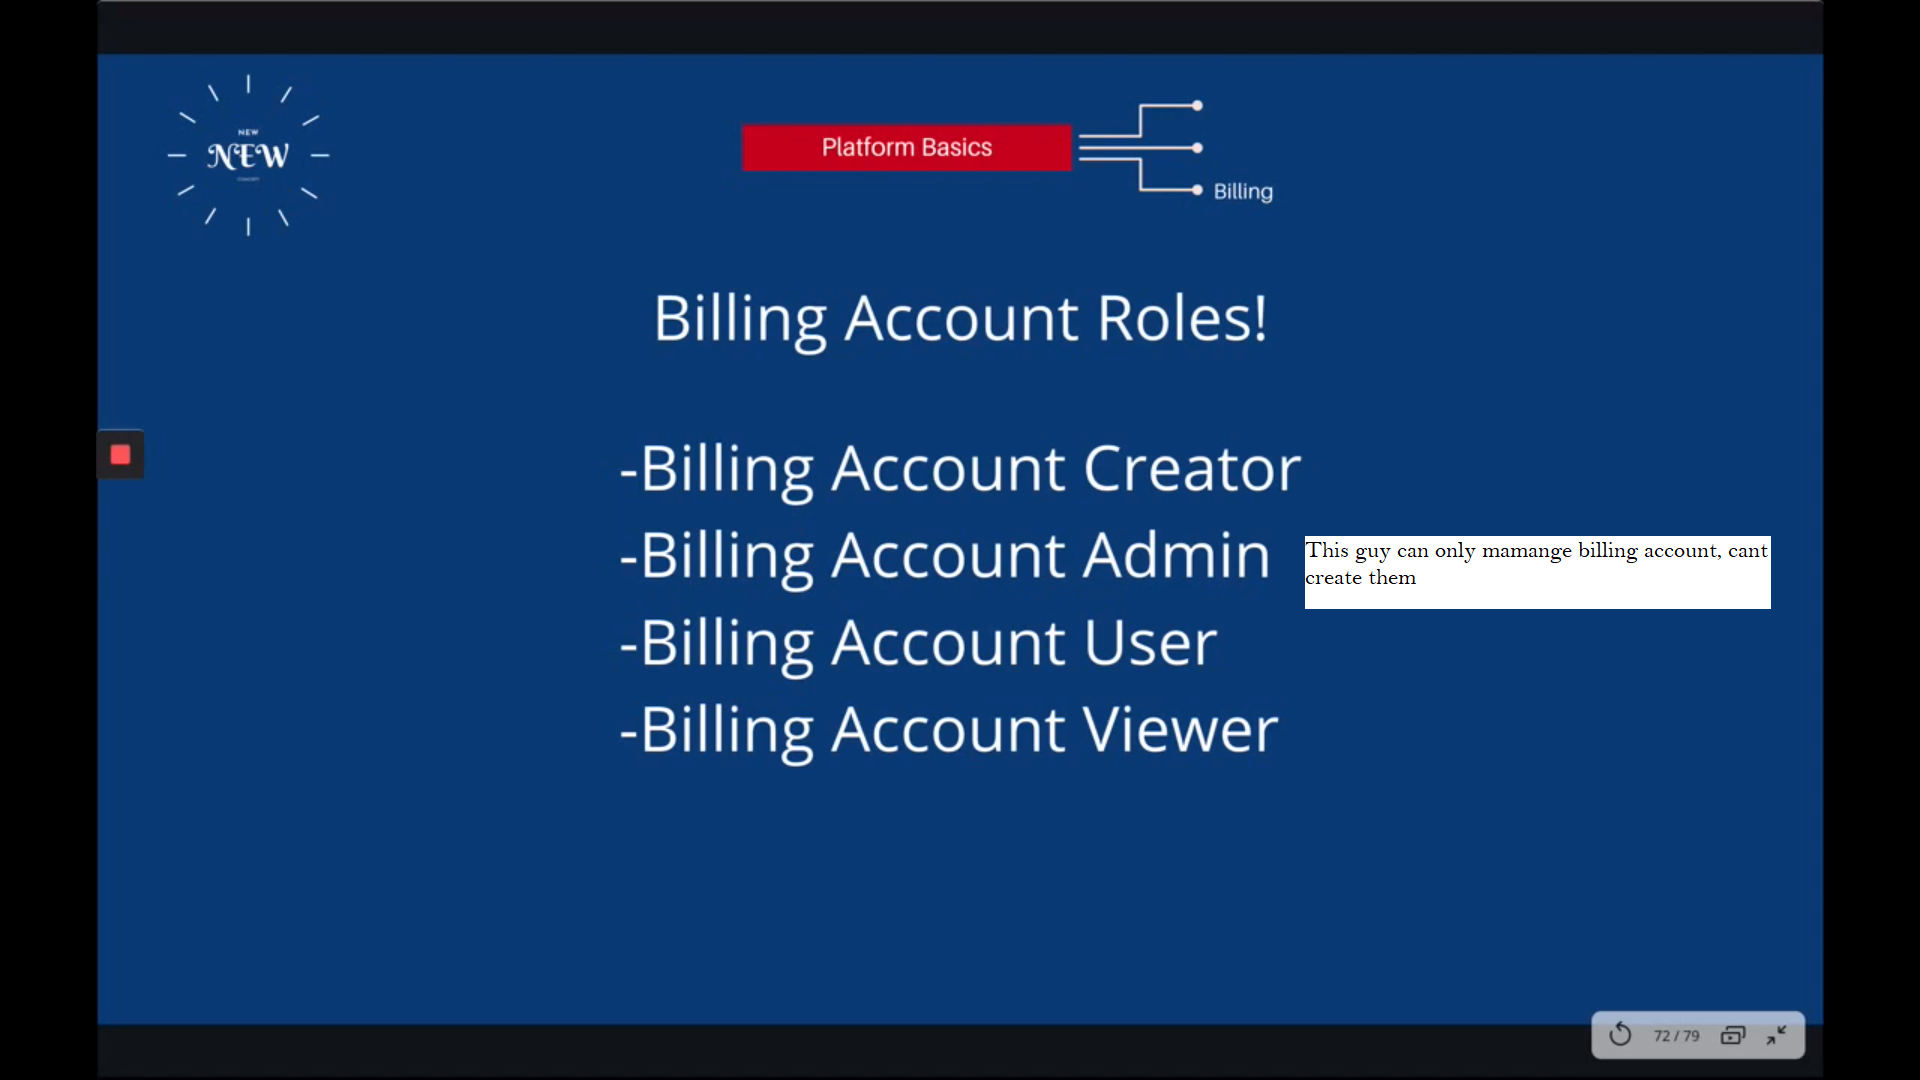 NEW
NEW
Platform Basics
Billing
Billing Account Roles!
-Billing Account Creator
-Billing Account Admin
This guy can only mamange billing account, cant
create them
-Billing Account User
-Billing Account Viewer
72 / 79